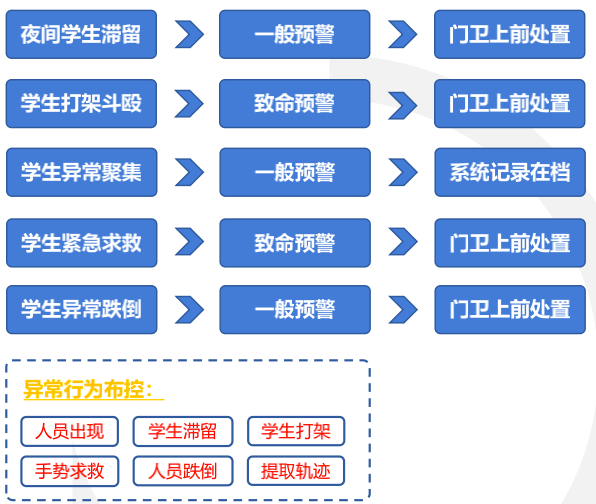 夜间学生滞留 一般预警 门卫上前处置
学生打架斗殴 致命预警 门卫上前处置
学生异常聚集 一般预警 系统记录在档
学生紧急求救 致命预警 门卫上前处置
学生异常跌倒 一般预警 门卫上前处置
异常行为布控：
人员出现 学生滞留 学生打架
手势求救 人员跌倒 提取轨迹